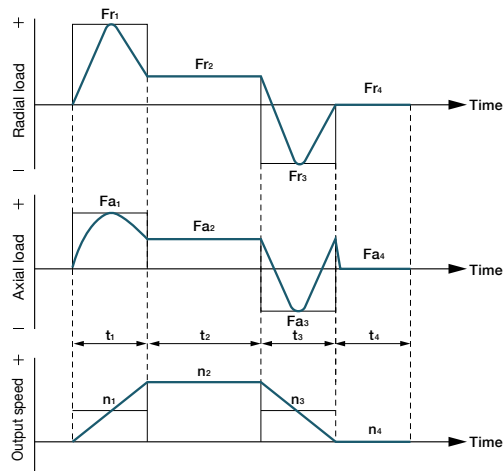 +
Fr₁
Fr₂
Fr₄
Radial load
Time
Fr₃
−
+
Fa₁
Fa₂
Fa₄
Axial load
Time
Fa₃
−
t₁ t₂ t₃ t₄
+
n₂
n₁ n₃
n₄
Output speed
Time